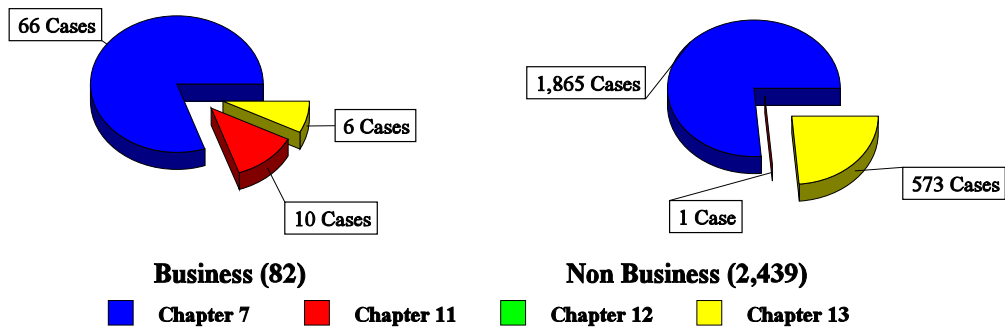 66 Cases
6 Cases
10 Cases
1,865 Cases
1 Case
573 Cases
Business (82)
Non Business (2,439)
Chapter 7
Chapter 11
Chapter 12
Chapter 13